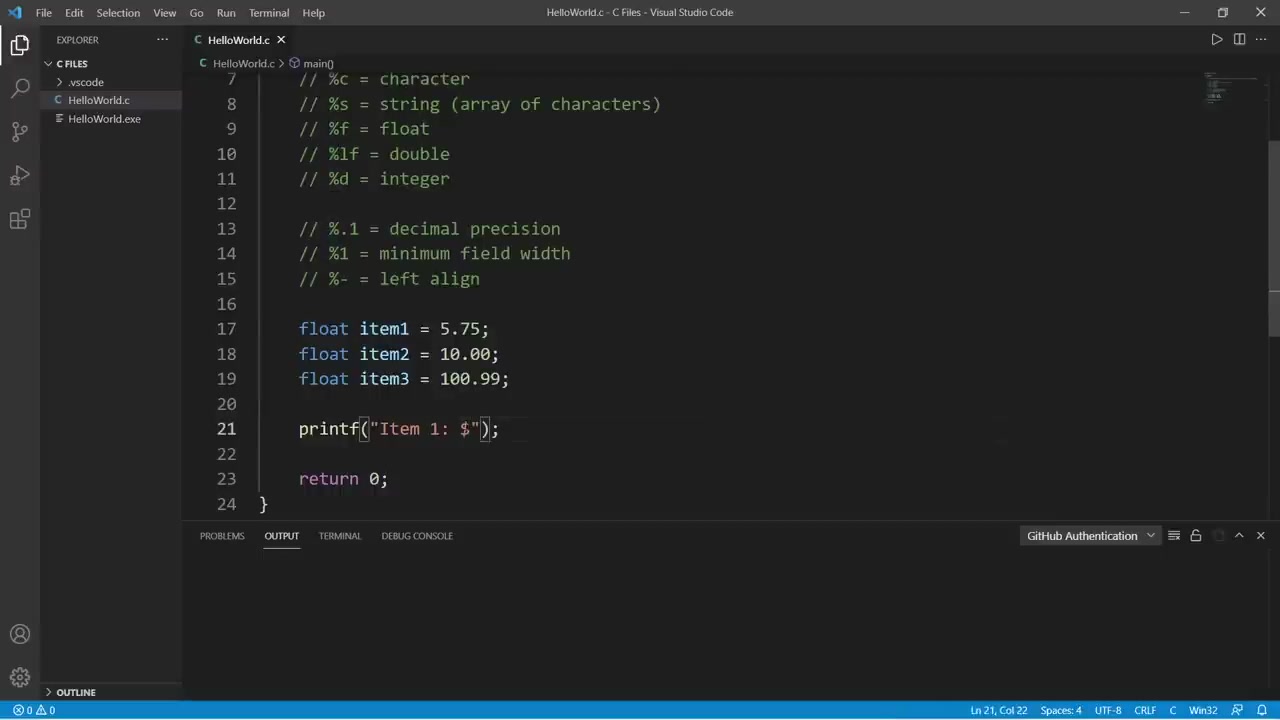 File Edit Selection View Go Run Terminal Help
HelloWorld.c - C Files - Visual Studio Code
EXPLORER ···
C FILES
> .vscode
C HelloWorld.c
HelloWorld.exe
OUTLINE
C HelloWorld.c ×
C HelloWorld.c > main()
7 // %c = character
8 // %s = string (array of characters)
9 // %f = float
10 // %lf = double
11 // %d = integer
12
13 // %.1 = decimal precision
14 // %1 = minimum field width
15 // %- = left align
16
17 float item1 = 5.75;
18 float item2 = 10.00;
19 float item3 = 100.99;
20
21 printf("Item 1: $");
22
23 return 0;
24 }
PROBLEMS OUTPUT TERMINAL DEBUG CONSOLE
GitHub Authentication
0 0
Ln 21, Col 22 Spaces: 4 UTF-8 CRLF C Win32